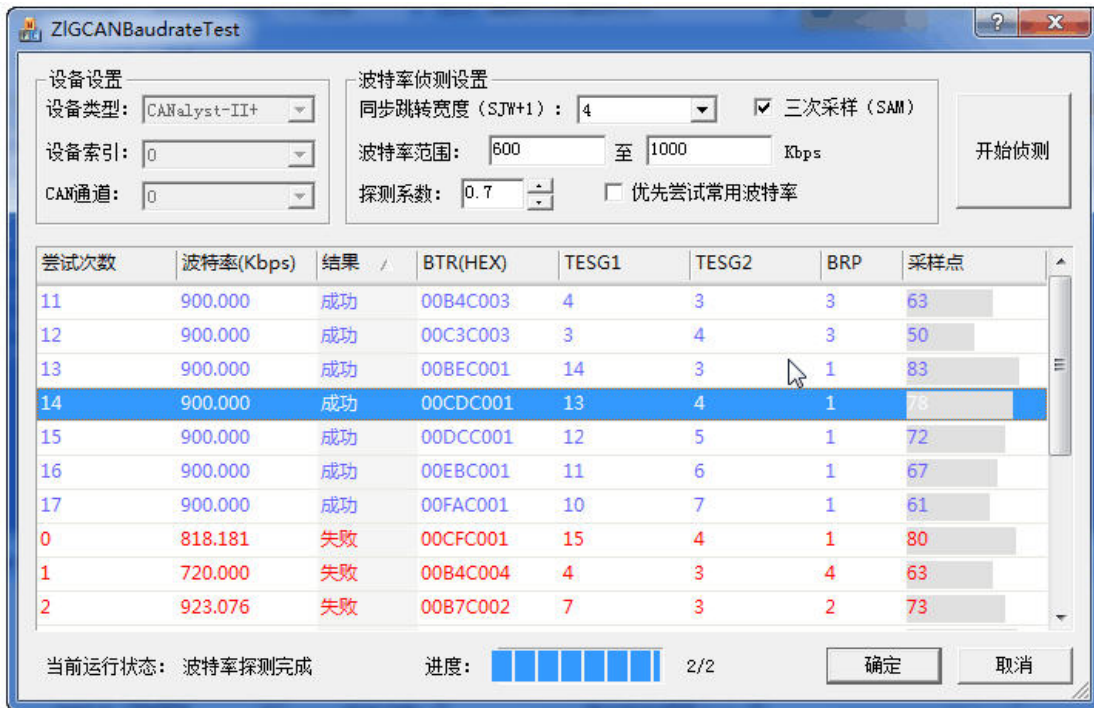 ZlGCANBaudrateTest
设备设置
设备类型: CANalyst-II+
设备索引: 0
CAN通道: 0
波特率侦测设置
同步跳转宽度 (SJW+1) : 4 三次采样 (SAM)
波特率范围: 600 至 1000 Kbps
探测系数: 0.7 优先尝试常用波特率
开始侦测
尝试次数 波特率(Kbps) 结果 BTR(HEX) TESG1 TESG2 BRP 采样点
11 900.000 成功 00B4C003 4 3 3 63
12 900.000 成功 00C3C003 3 4 3 50
13 900.000 成功 00BEC001 14 3 1 83
14 900.000 成功 00CDC001 13 4 1 78
15 900.000 成功 00DCC001 12 5 1 72
16 900.000 成功 00EBC001 11 6 1 67
17 900.000 成功 00FAC001 10 7 1 61
0 818.181 失败 00CFC001 15 4 1 80
1 720.000 失败 00B4C004 4 3 4 63
2 923.076 失败 00B7C002 7 3 2 73
当前运行状态: 波特率探测完成 进度: 2/2 确定 取消